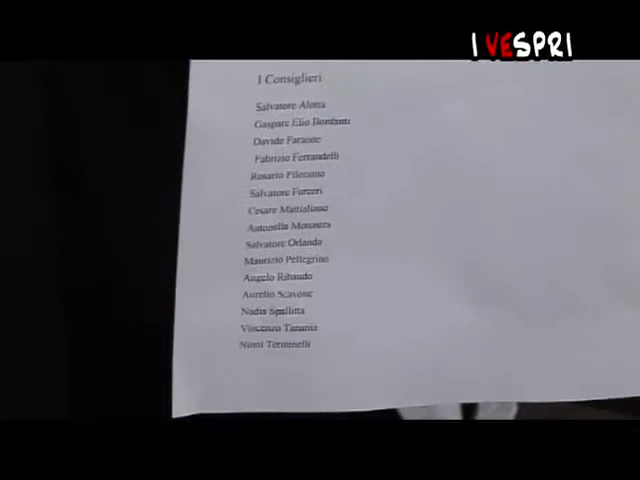 I VESPRI
I Consiglieri
Salvatore Alotta
Gaspare Elio Bonfanti
Davide Faraone
Fabrizio Ferrandelli
Rosario Filoramo
Salvatore Furceri
Cesare Mattaliano
Antonella Monastra
Salvatore Orlando
Maurizio Pellegrino
Angelo Ribaudo
Aurelio Scavone
Nadia Spallitta
Vincenzo Tanania
Ninni Terminelli